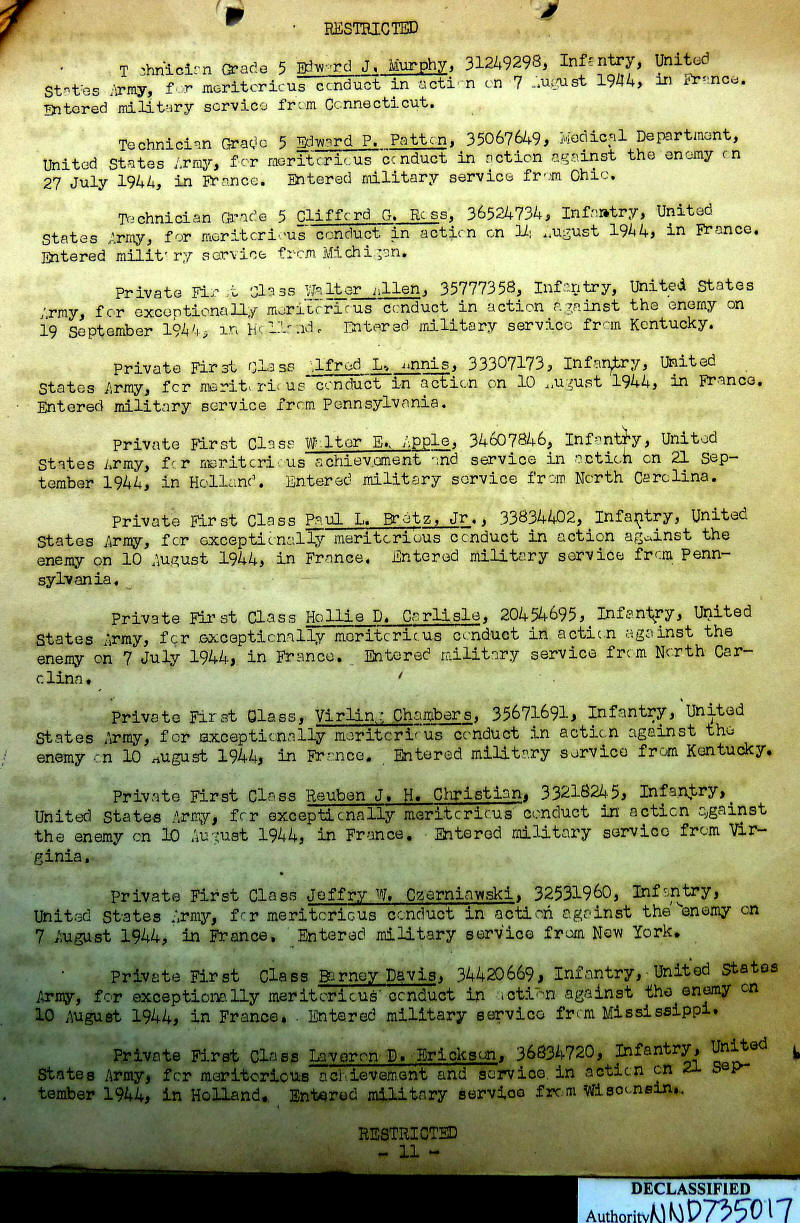 RESTRICTED
Technician Grade 5 Edward J. Murphy, 31249298, Infantry, United
States Army, for meritorious conduct in action on 7 August 1944, in France.
Entered military service from Connecticut.
Technician Grade 5 Edward P. Patton, 35067649, Medical Department,
United States Army, for meritorious conduct in action against the enemy on
27 July 1944, in France. Entered military service from Ohio.
Technician Grade 5 Clifford G. Ross, 36524734, Infantry, United
States Army, for meritorious conduct in action on 14 August 1944, in France.
Entered military service from Michigan.
Private First Class Walter Allen, 35777358, Infantry, United States
Army, for exceptionally meritorious conduct in action against the enemy on
19 September 1944, in Holland. Entered military service from Kentucky.
Private First Class Alfred L. Annis, 33307173, Infantry, United
States Army, for meritorious conduct in action on 10 August 1944, in France.
Entered military service from Pennsylvania.
Private First Class Walter E. Apple, 34607846, Infantry, United
States Army, for meritorious achievement and service in action on 21 Sep-
tember 1944, in Holland. Entered military service from North Carolina.
Private First Class Paul L. Bretz, Jr., 33834402, Infantry, United
States Army, for exceptionally meritorious conduct in action against the
enemy on 10 August 1944, in France. Entered military service from Penn-
sylvania.
Private First Class Hollie D. Carlisle, 20454695, Infantry, United
States Army, for exceptionally meritorious conduct in action against the
enemy on 7 July 1944, in France. Entered military service from North Car-
olina.
Private First Class, Virling Chambers, 35671691, Infantry, United
States Army, for exceptionally meritorious conduct in action against the
enemy on 10 August 1944, in France. Entered military service from Kentucky.
Private First Class Reuben J. H. Christian, 33218245, Infantry,
United States Army, for exceptionally meritorious conduct in action against
the enemy on 10 August 1944, in France. Entered military service from Vir-
ginia.
Private First Class Jeffry W. Czerniawski, 32531960, Infantry,
United States Army, for meritorious conduct in action against the enemy on
7 August 1944, in France. Entered military service from New York.
Private First Class Barney Davis, 34420669, Infantry, United States
Army, for exceptionally meritorious conduct in action against the enemy on
10 August 1944, in France. Entered military service from Mississippi.
Private First Class Laveren D. Erickson, 36834720, Infantry, United
States Army, for meritorious achievement and service in action on 21 Sep-
tember 1944, in Holland. Entered military service from Wisconsin.
RESTRICTED
- 11 -
DECLASSIFIED
Authority NND735017